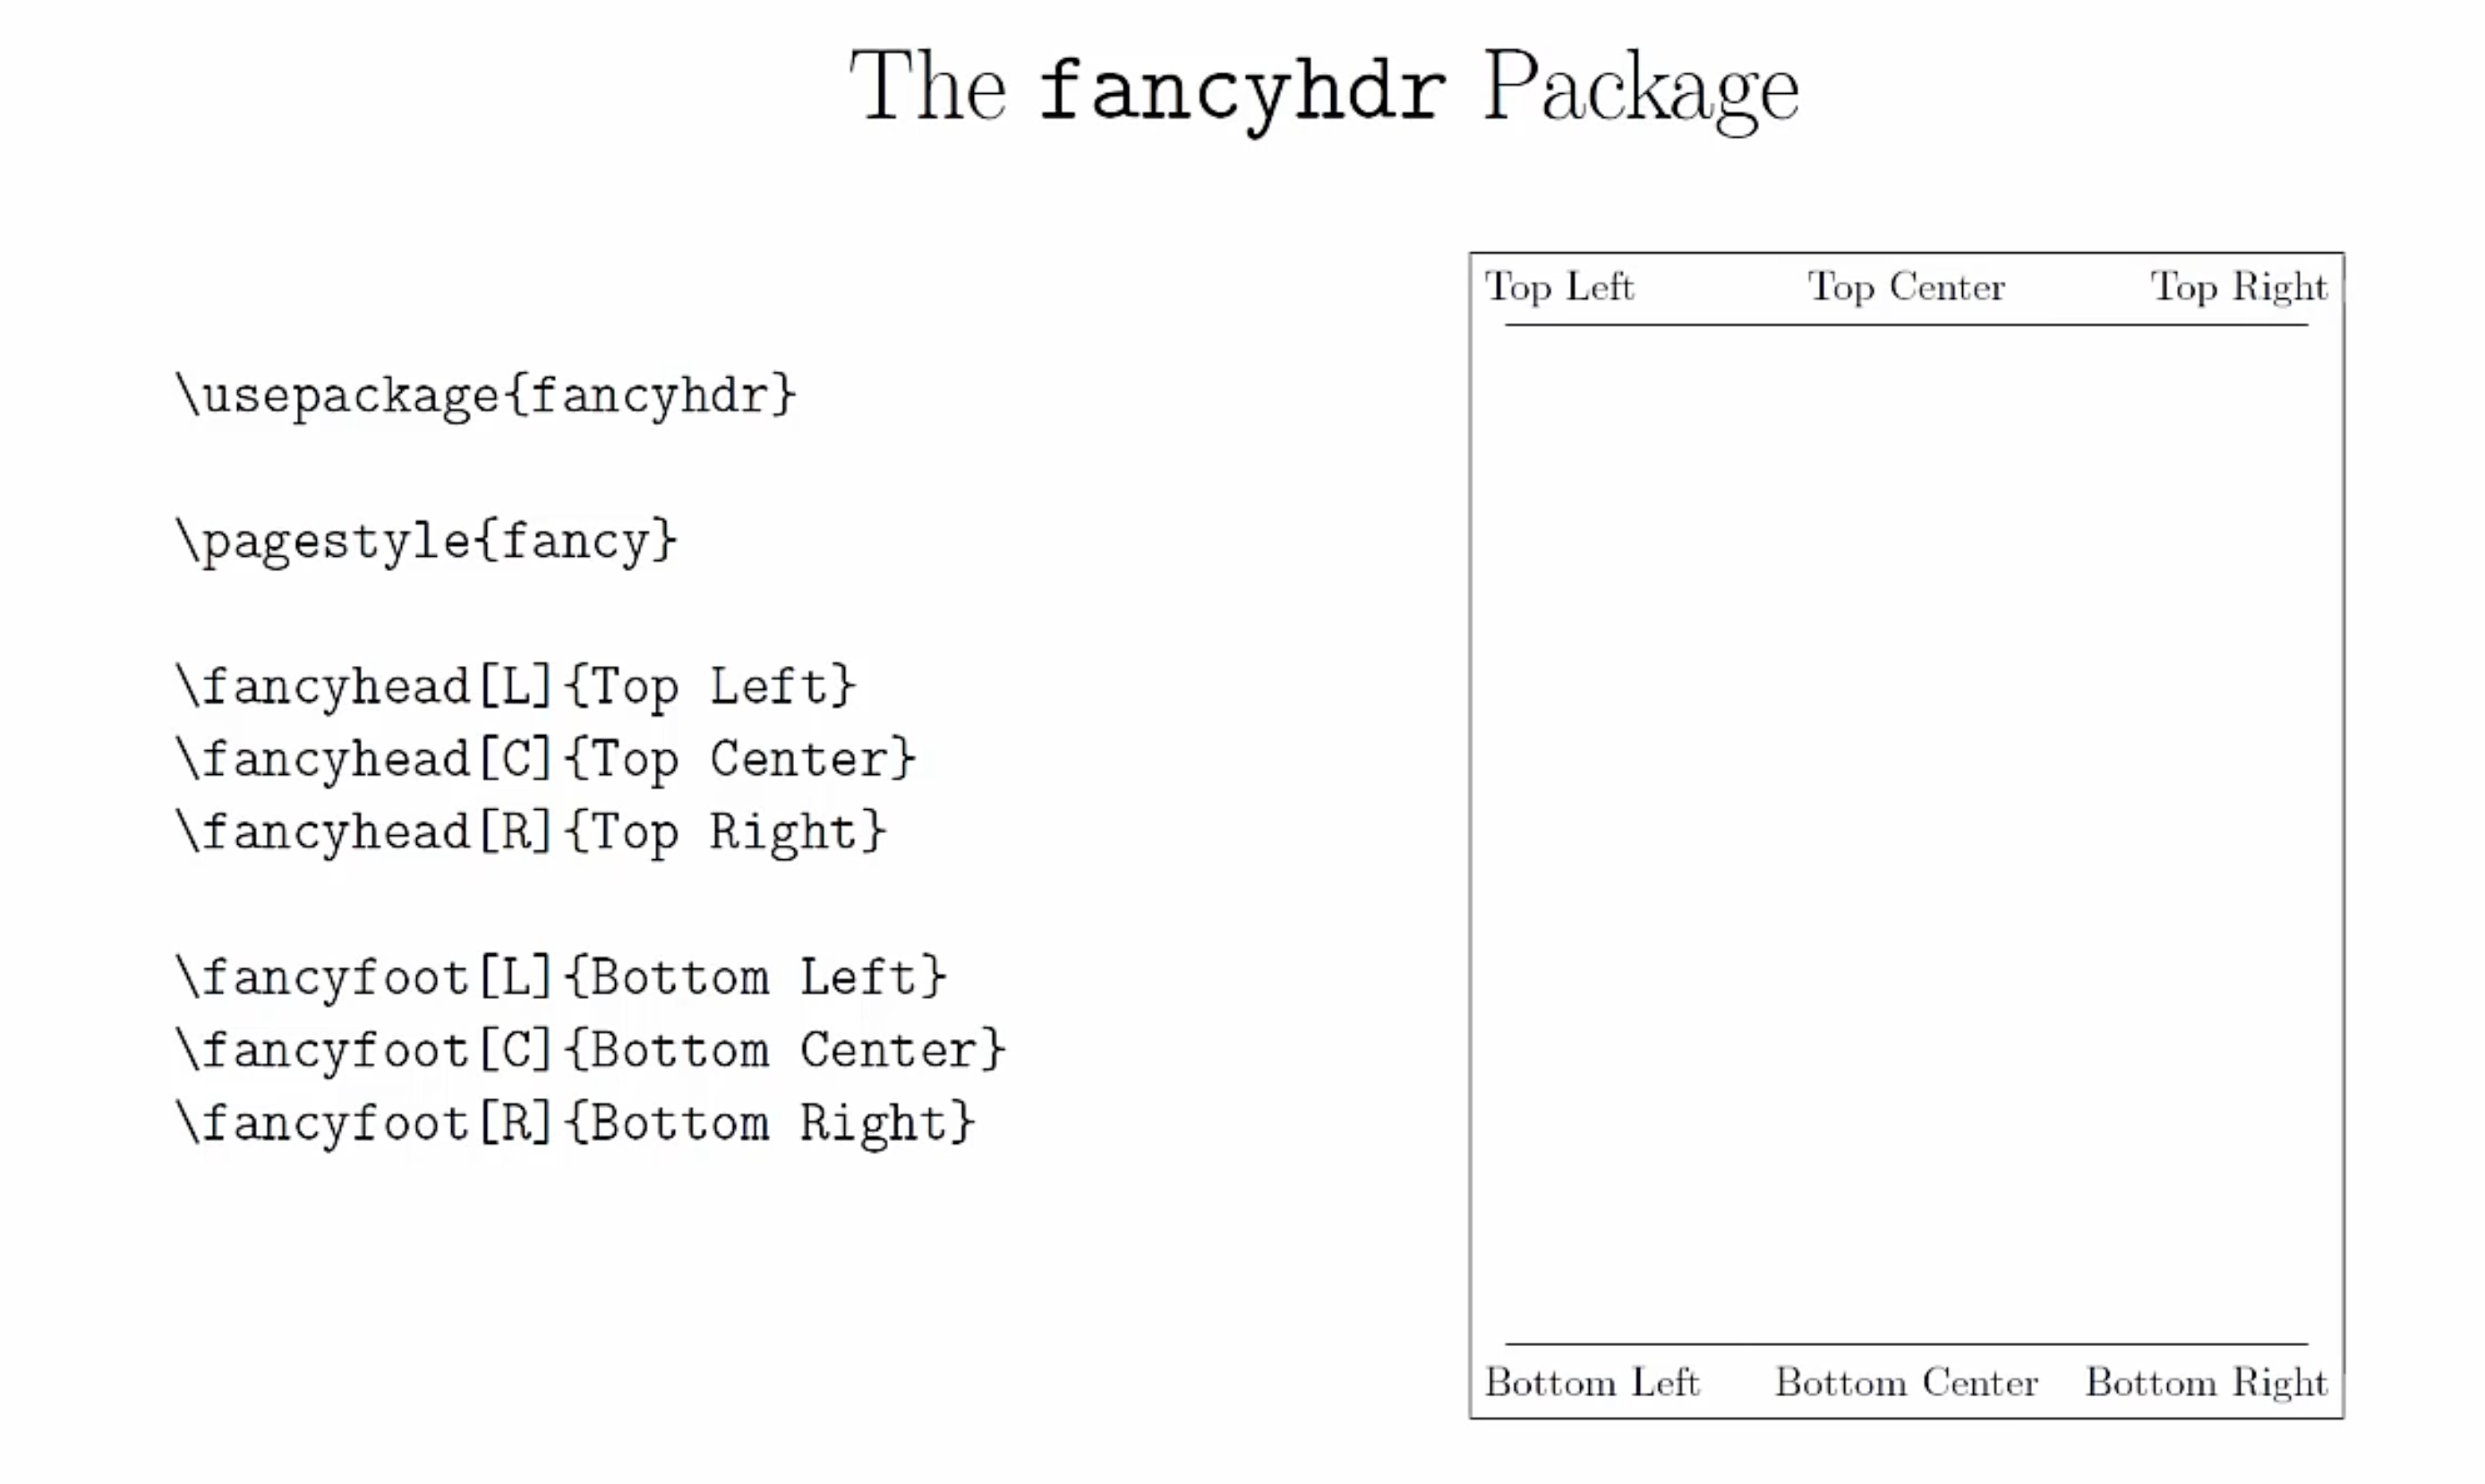 The fancyhdr Package
\usepackage{fancyhdr}
\pagestyle{fancy}
\fancyhead[L]{Top Left}
\fancyhead[C]{Top Center}
\fancyhead[R]{Top Right}
\fancyfoot[L]{Bottom Left}
\fancyfoot[C]{Bottom Center}
\fancyfoot[R]{Bottom Right}
Top Left Top Center Top Right
Bottom Left Bottom Center Bottom Right